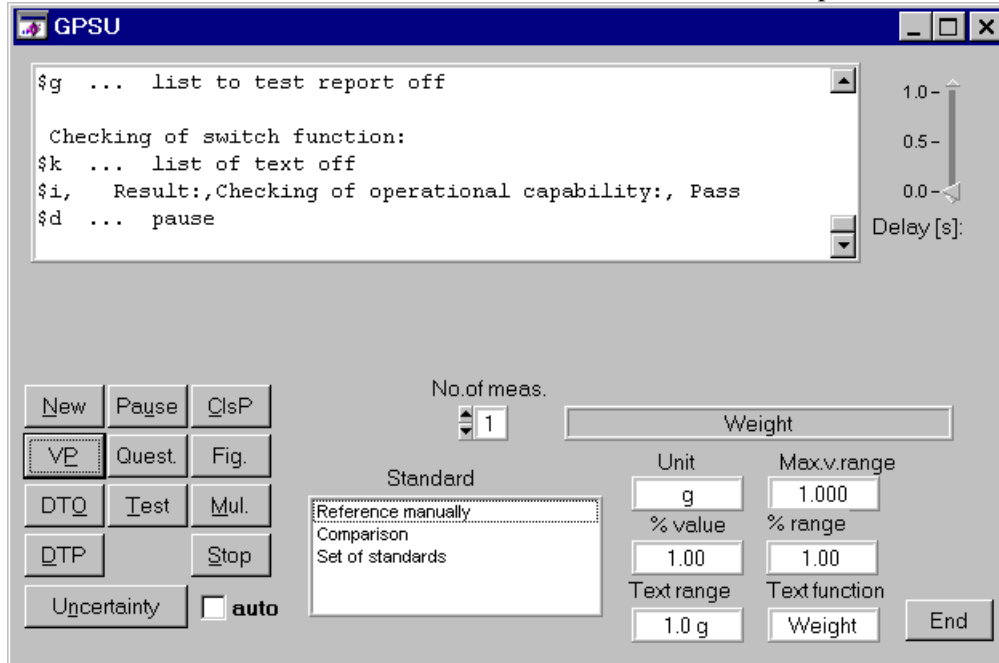 GPSU
$g ... list to test report off
Checking of switch function:
$k ... list of text off
$i, Result:,Checking of operational capability:, Pass
$d ... pause
1.0
0.5
0.0
Delay [s]:
New Pause ClsP
VP Quest. Fig.
DTO Test Mul.
DTP Stop
Uncertainty auto
No.of meas.
1
Standard
Reference manually
Comparison
Set of standards
Weight
Unit Max.v.range
g 1.000
% value % range
1.00 1.00
Text range Text function
1.0 g Weight
End